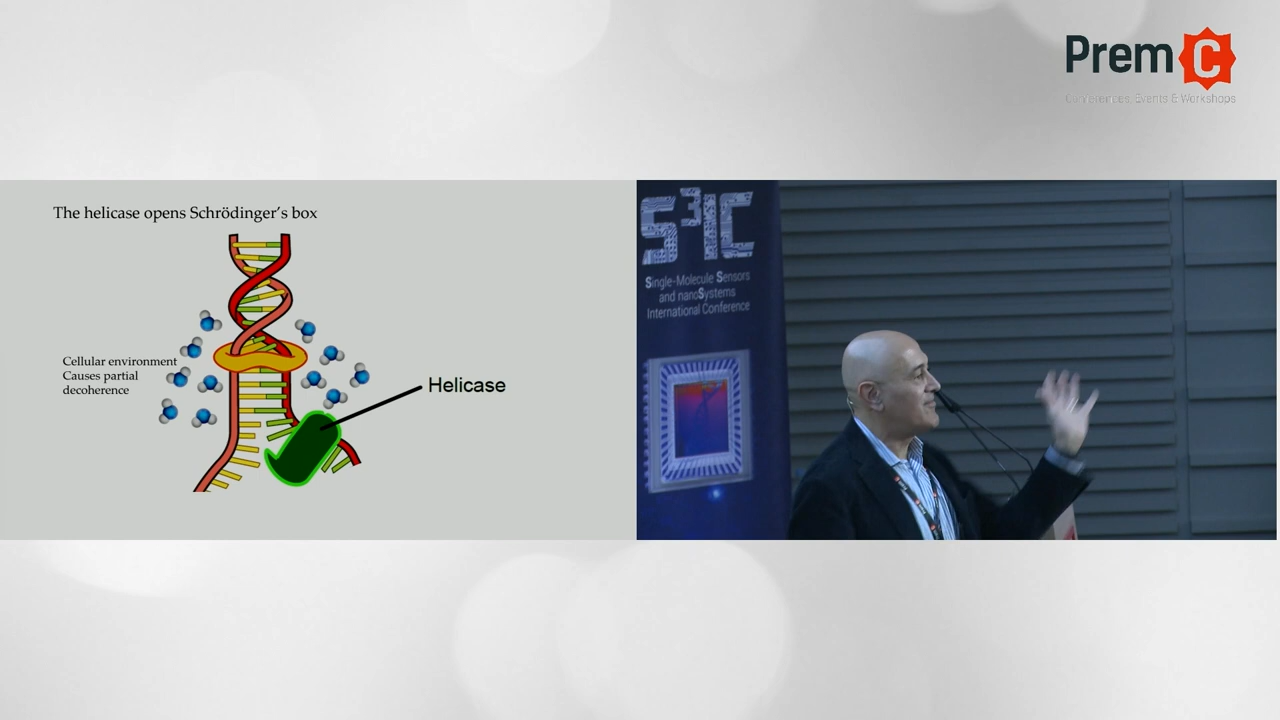 Prem C
Conferences, Events & Workshops
The helicase opens Schrödinger's box
Cellular environment
Causes partial
decoherence
Helicase
S3IC
Single-Molecule Sensors
and nanoSystems
International Conference